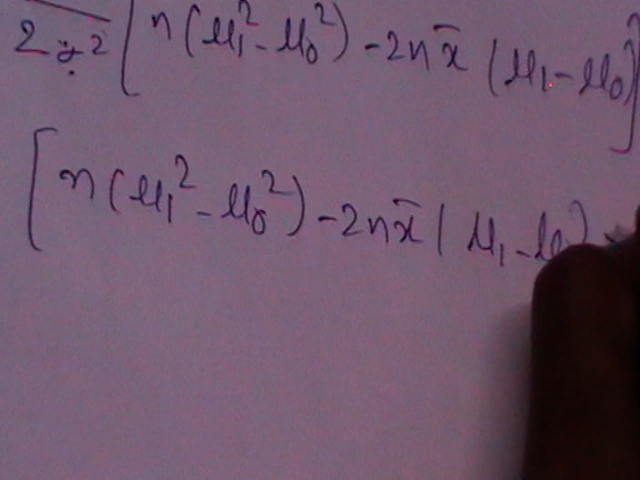 2σ² [n(μ₁² - μ₀²) - 2nx̄ (μ₁ - μ₀)]
[n(μ₁² - μ₀²) - 2nx̄ (μ₁ - μ₀)